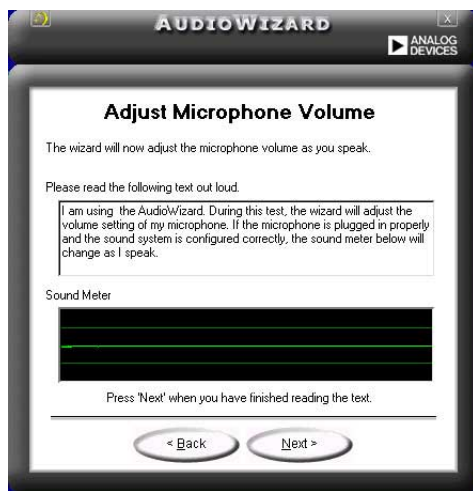 AUDIOWIZARD
X
ANALOG
DEVICES
Adjust Microphone Volume
The wizard will now adjust the microphone volume as you speak.
Please read the following text out loud.
I am using the AudioWizard. During this test, the wizard will adjust the
volume setting of my microphone. If the microphone is plugged in properly
and the sound system is configured correctly, the sound meter below will
change as I speak.
Sound Meter
Press 'Next' when you have finished reading the text.
< Back
Next >